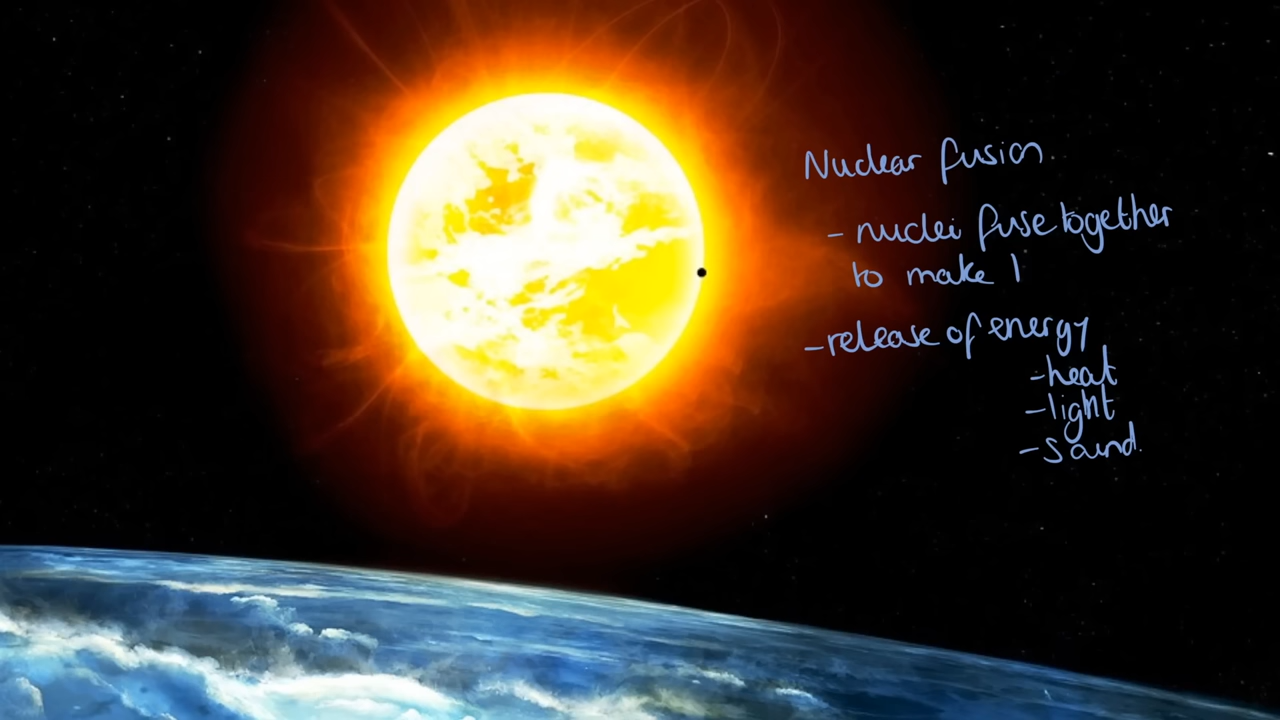 Nuclear fusion
- nuclei fuse together
to make 1
- release of energy
- heat
- light
- sound.